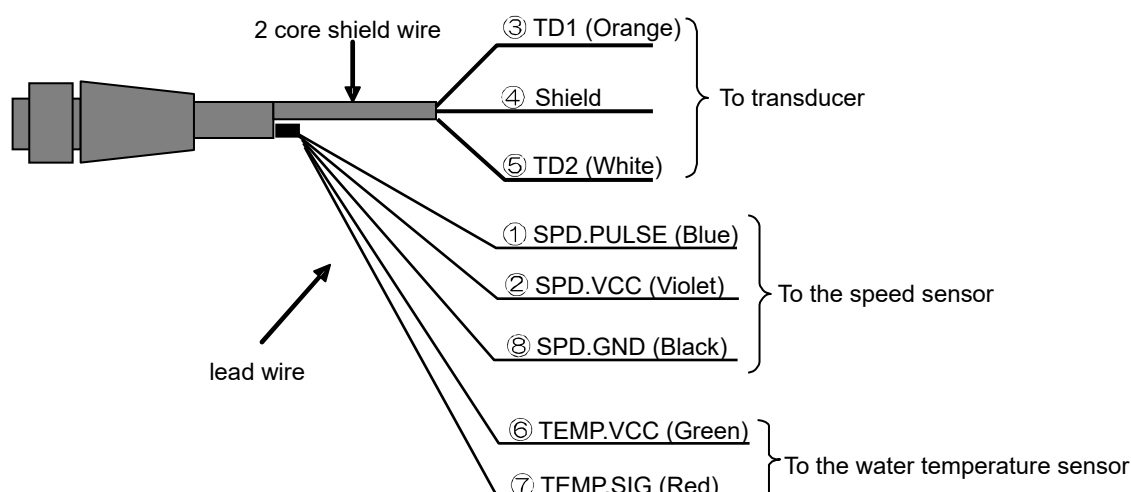 2 core shield wire
③ TD1 (Orange)
④ Shield
⑤ TD2 (White)
To transducer
① SPD.PULSE (Blue)
② SPD.VCC (Violet)
⑧ SPD.GND (Black)
To the speed sensor
lead wire
⑥ TEMP.VCC (Green)
⑦ TEMP.SIG (Red)
To the water temperature sensor